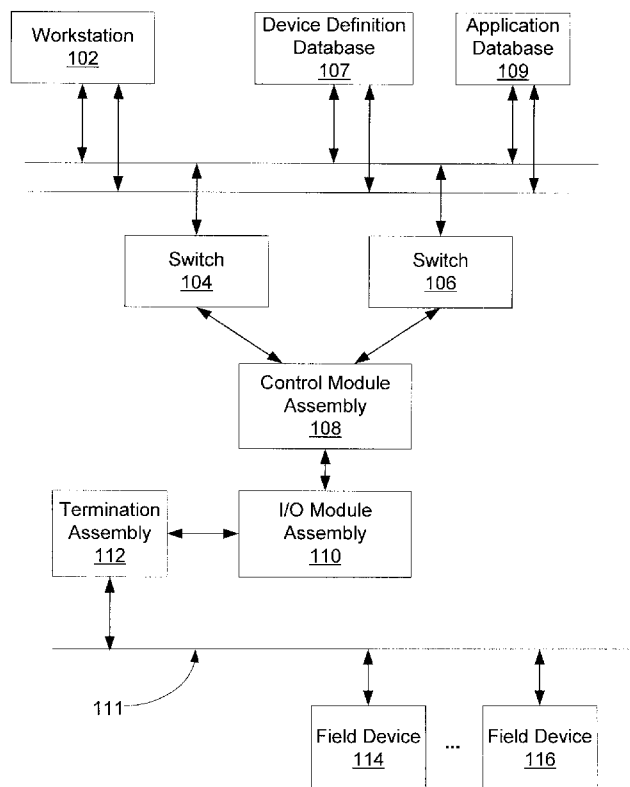 Workstation
102
Device Definition
Database
107
Application
Database
109
Switch
104
Switch
106
Control Module
Assembly
108
Termination
Assembly
112
I/O Module
Assembly
110
111
Field Device
114
...
Field Device
116